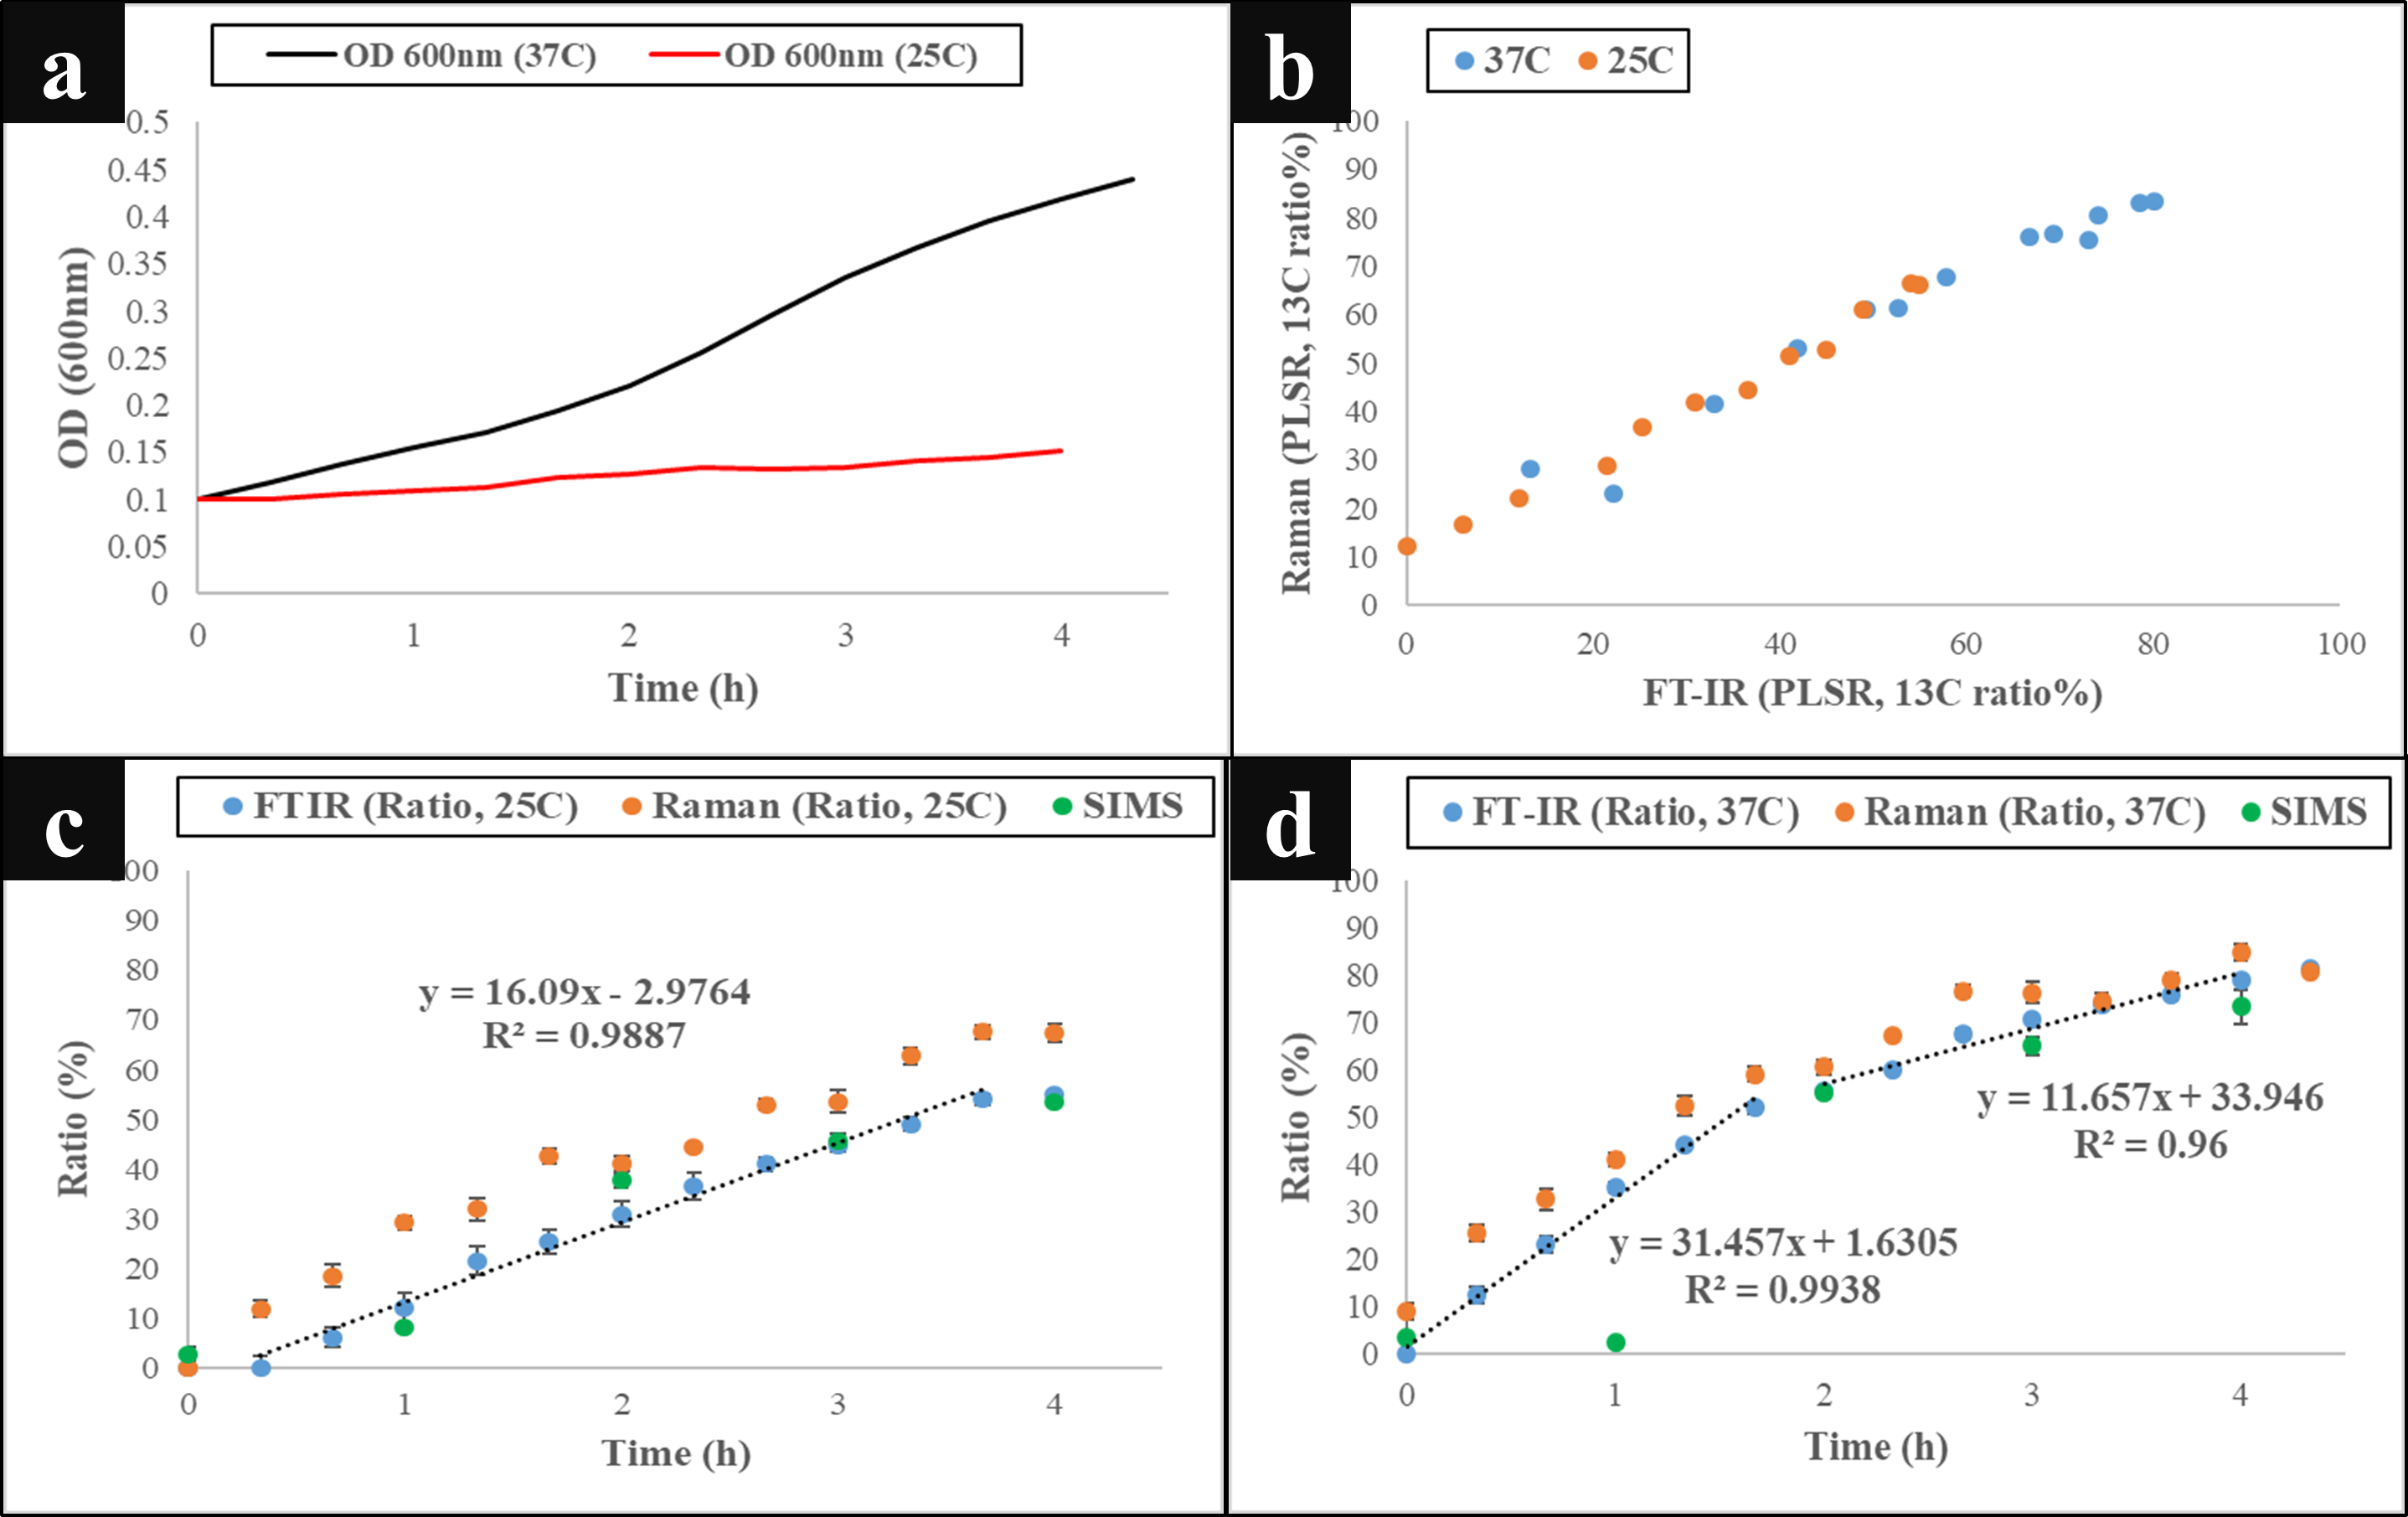 a
OD 600nm (37C) OD 600nm (25C)
0.5
0.45
0.4
0.35
0.3
0.25
0.2
0.15
0.1
0.05
0
OD (600nm)
0 1 2 3 4
Time (h)
b
37C 25C
100
90
80
70
60
50
40
30
20
10
0
Raman (PLSR, 13C ratio%)
0 20 40 60 80 100
FT-IR (PLSR, 13C ratio%)
c
FTIR (Ratio, 25C) Raman (Ratio, 25C) SIMS
00
90
80
70
60
50
40
30
20
10
0
Ratio (%)
y = 16.09x - 2.9764
R² = 0.9887
0 1 2 3 4
Time (h)
d
FT-IR (Ratio, 37C) Raman (Ratio, 37C) SIMS
100
90
80
70
60
50
40
30
20
10
0
Ratio (%)
y = 11.657x + 33.946
R² = 0.96
y = 31.457x + 1.6305
R² = 0.9938
0 1 2 3 4
Time (h)